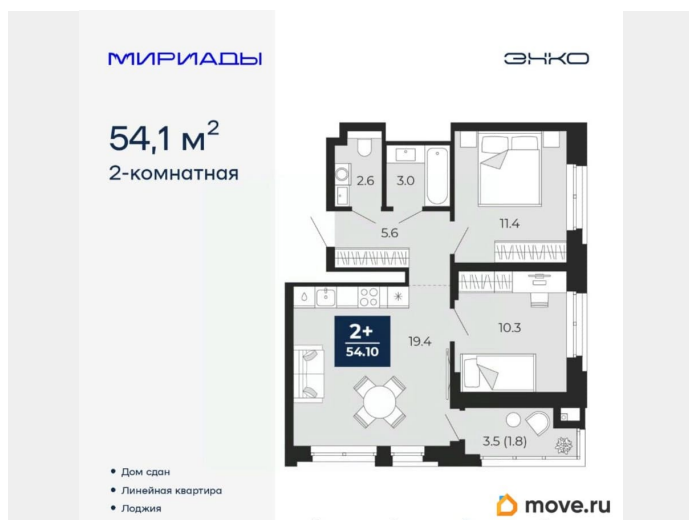 МИРИАДЫ
ЭНКО
54,1 м²
2-комнатная
2.6
3.0
11.4
5.6
2+
54.10
19.4
10.3
3.5 (1.8)
• Дом сдан
• Линейная квартира
• Лоджия
move.ru